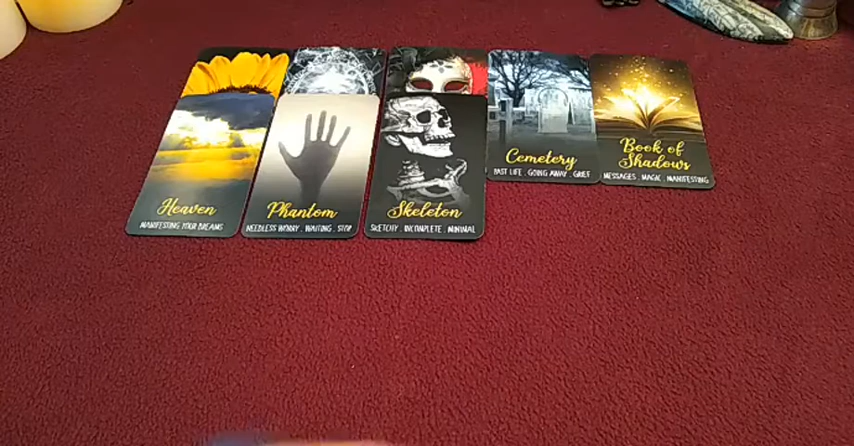 Heaven
MANIFESTING YOUR DREAMS
Phantom
NEEDLESS WORRY . WAITING . STOP
Skeleton
SKETCHY . INCOMPLETE . MINIMAL
Cemetery
PAST LIFE . GOING AWAY . GRIEF
Book of
Shadows
MESSAGES . MAGIC . MANIFESTING